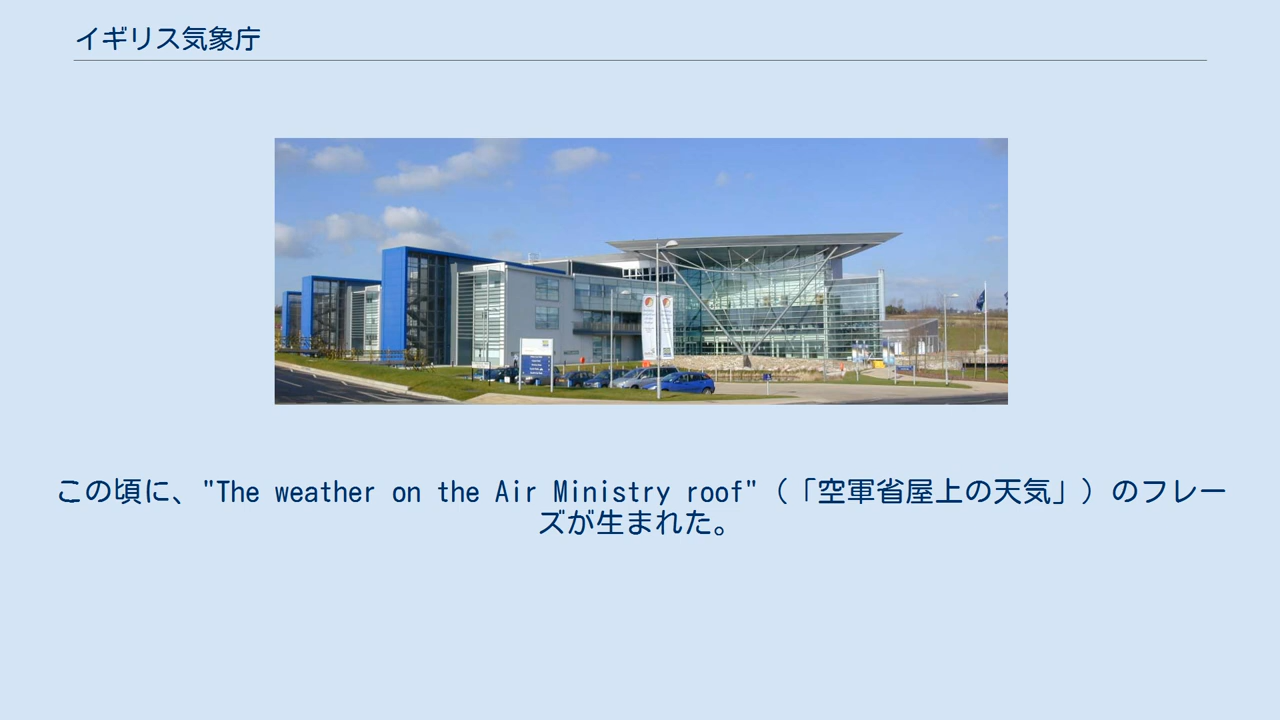 イギリス気象庁
この頃に、"The weather on the Air Ministry roof"（「空軍省屋上の天気」）のフレー
ズが生まれた。